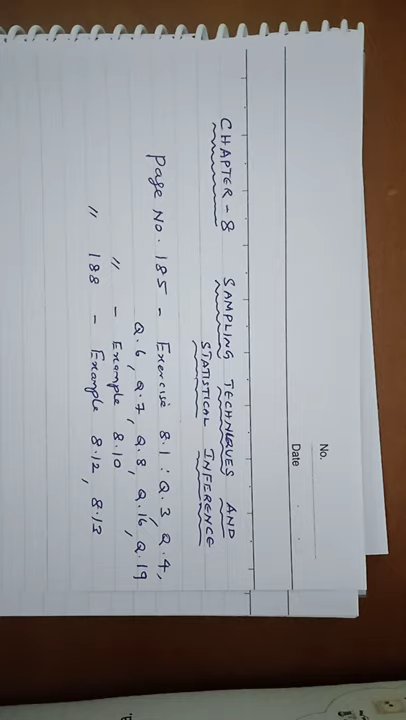 No.
Date
CHAPTER - 8 SAMPLING TECHNIQUES AND
STATISTICAL INFERENCE
Page No. 185 - Exercise 8.1 : Q.3, Q.4,
Q.6, Q.7, Q.8, Q.16, Q.19
" - Example 8.10
" 188 - Example 8.12, 8.13